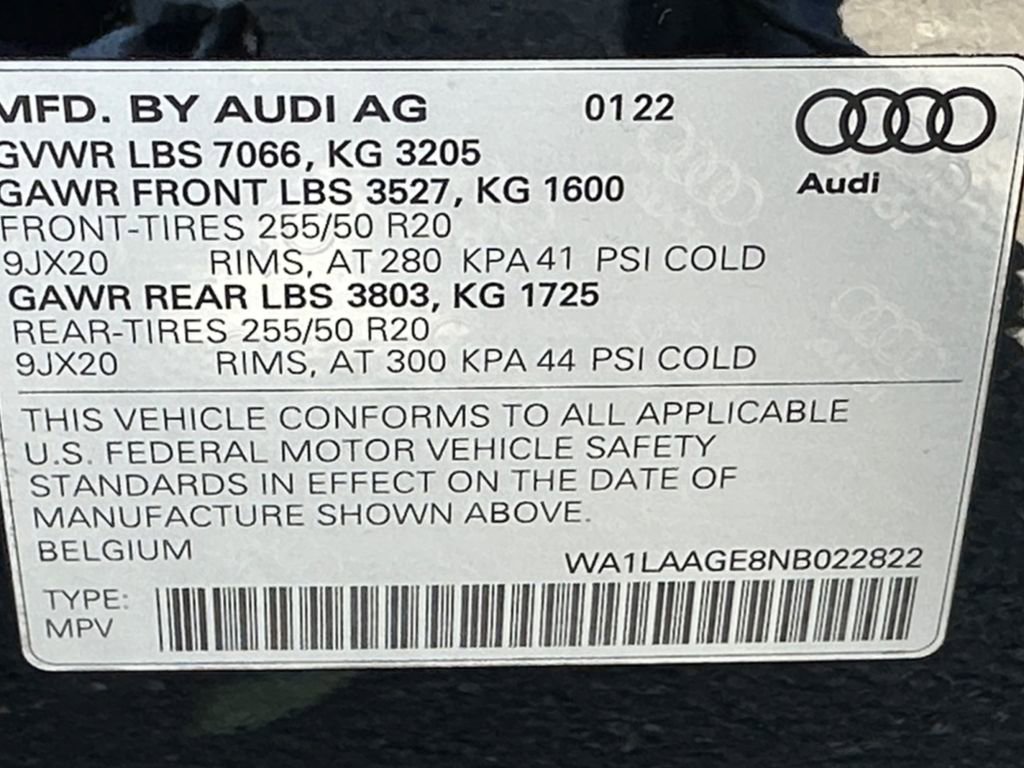 MFD. BY AUDI AG 0122
GVWR LBS 7066, KG 3205
GAWR FRONT LBS 3527, KG 1600
FRONT-TIRES 255/50 R20
9JX20 RIMS, AT 280 KPA 41 PSI COLD
GAWR REAR LBS 3803, KG 1725
REAR-TIRES 255/50 R20
9JX20 RIMS, AT 300 KPA 44 PSI COLD
Audi
THIS VEHICLE CONFORMS TO ALL APPLICABLE
U.S. FEDERAL MOTOR VEHICLE SAFETY
STANDARDS IN EFFECT ON THE DATE OF
MANUFACTURE SHOWN ABOVE.
BELGIUM
WA1LAAGE8NB022822
TYPE:
MPV